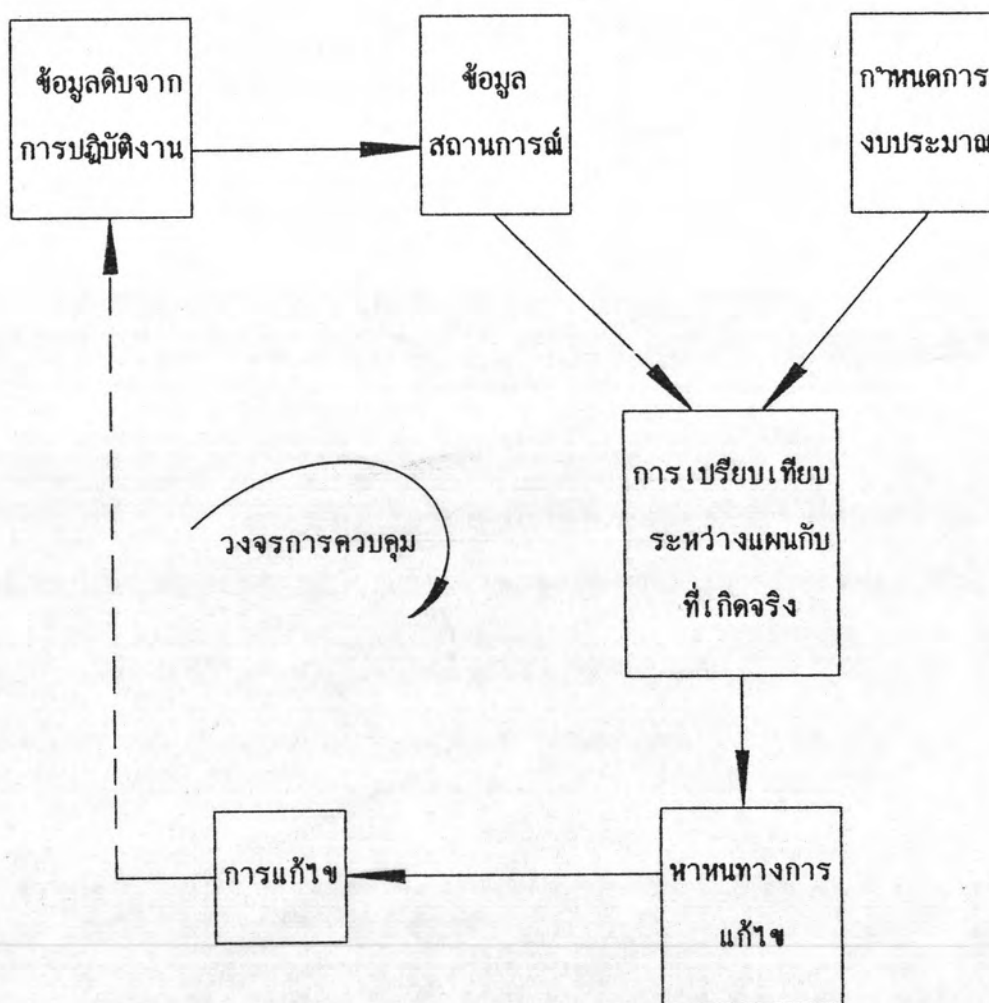 ข้อมูลดิบจาก
การปฏิบัติงาน
ข้อมูล
สถานการณ์
กำหนดการ
งบประมาณ
การเปรียบเทียบ
ระหว่างแผนกับ
ที่เกิดจริง
วงจรการควบคุม
การแก้ไข
หาหนทางการ
แก้ไข